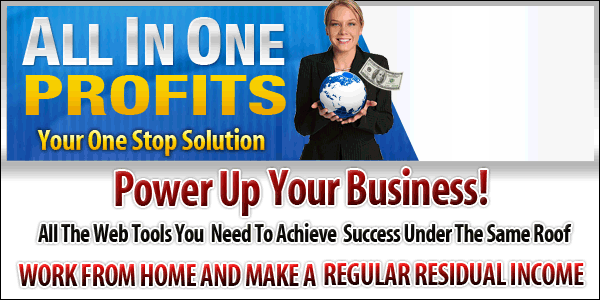 ALL IN ONE
PROFITS
Your One Stop Solution
Power Up Your Business!
All The Web Tools You Need To Achieve Success Under The Same Roof
WORK FROM HOME AND MAKE A REGULAR RESIDUAL INCOME